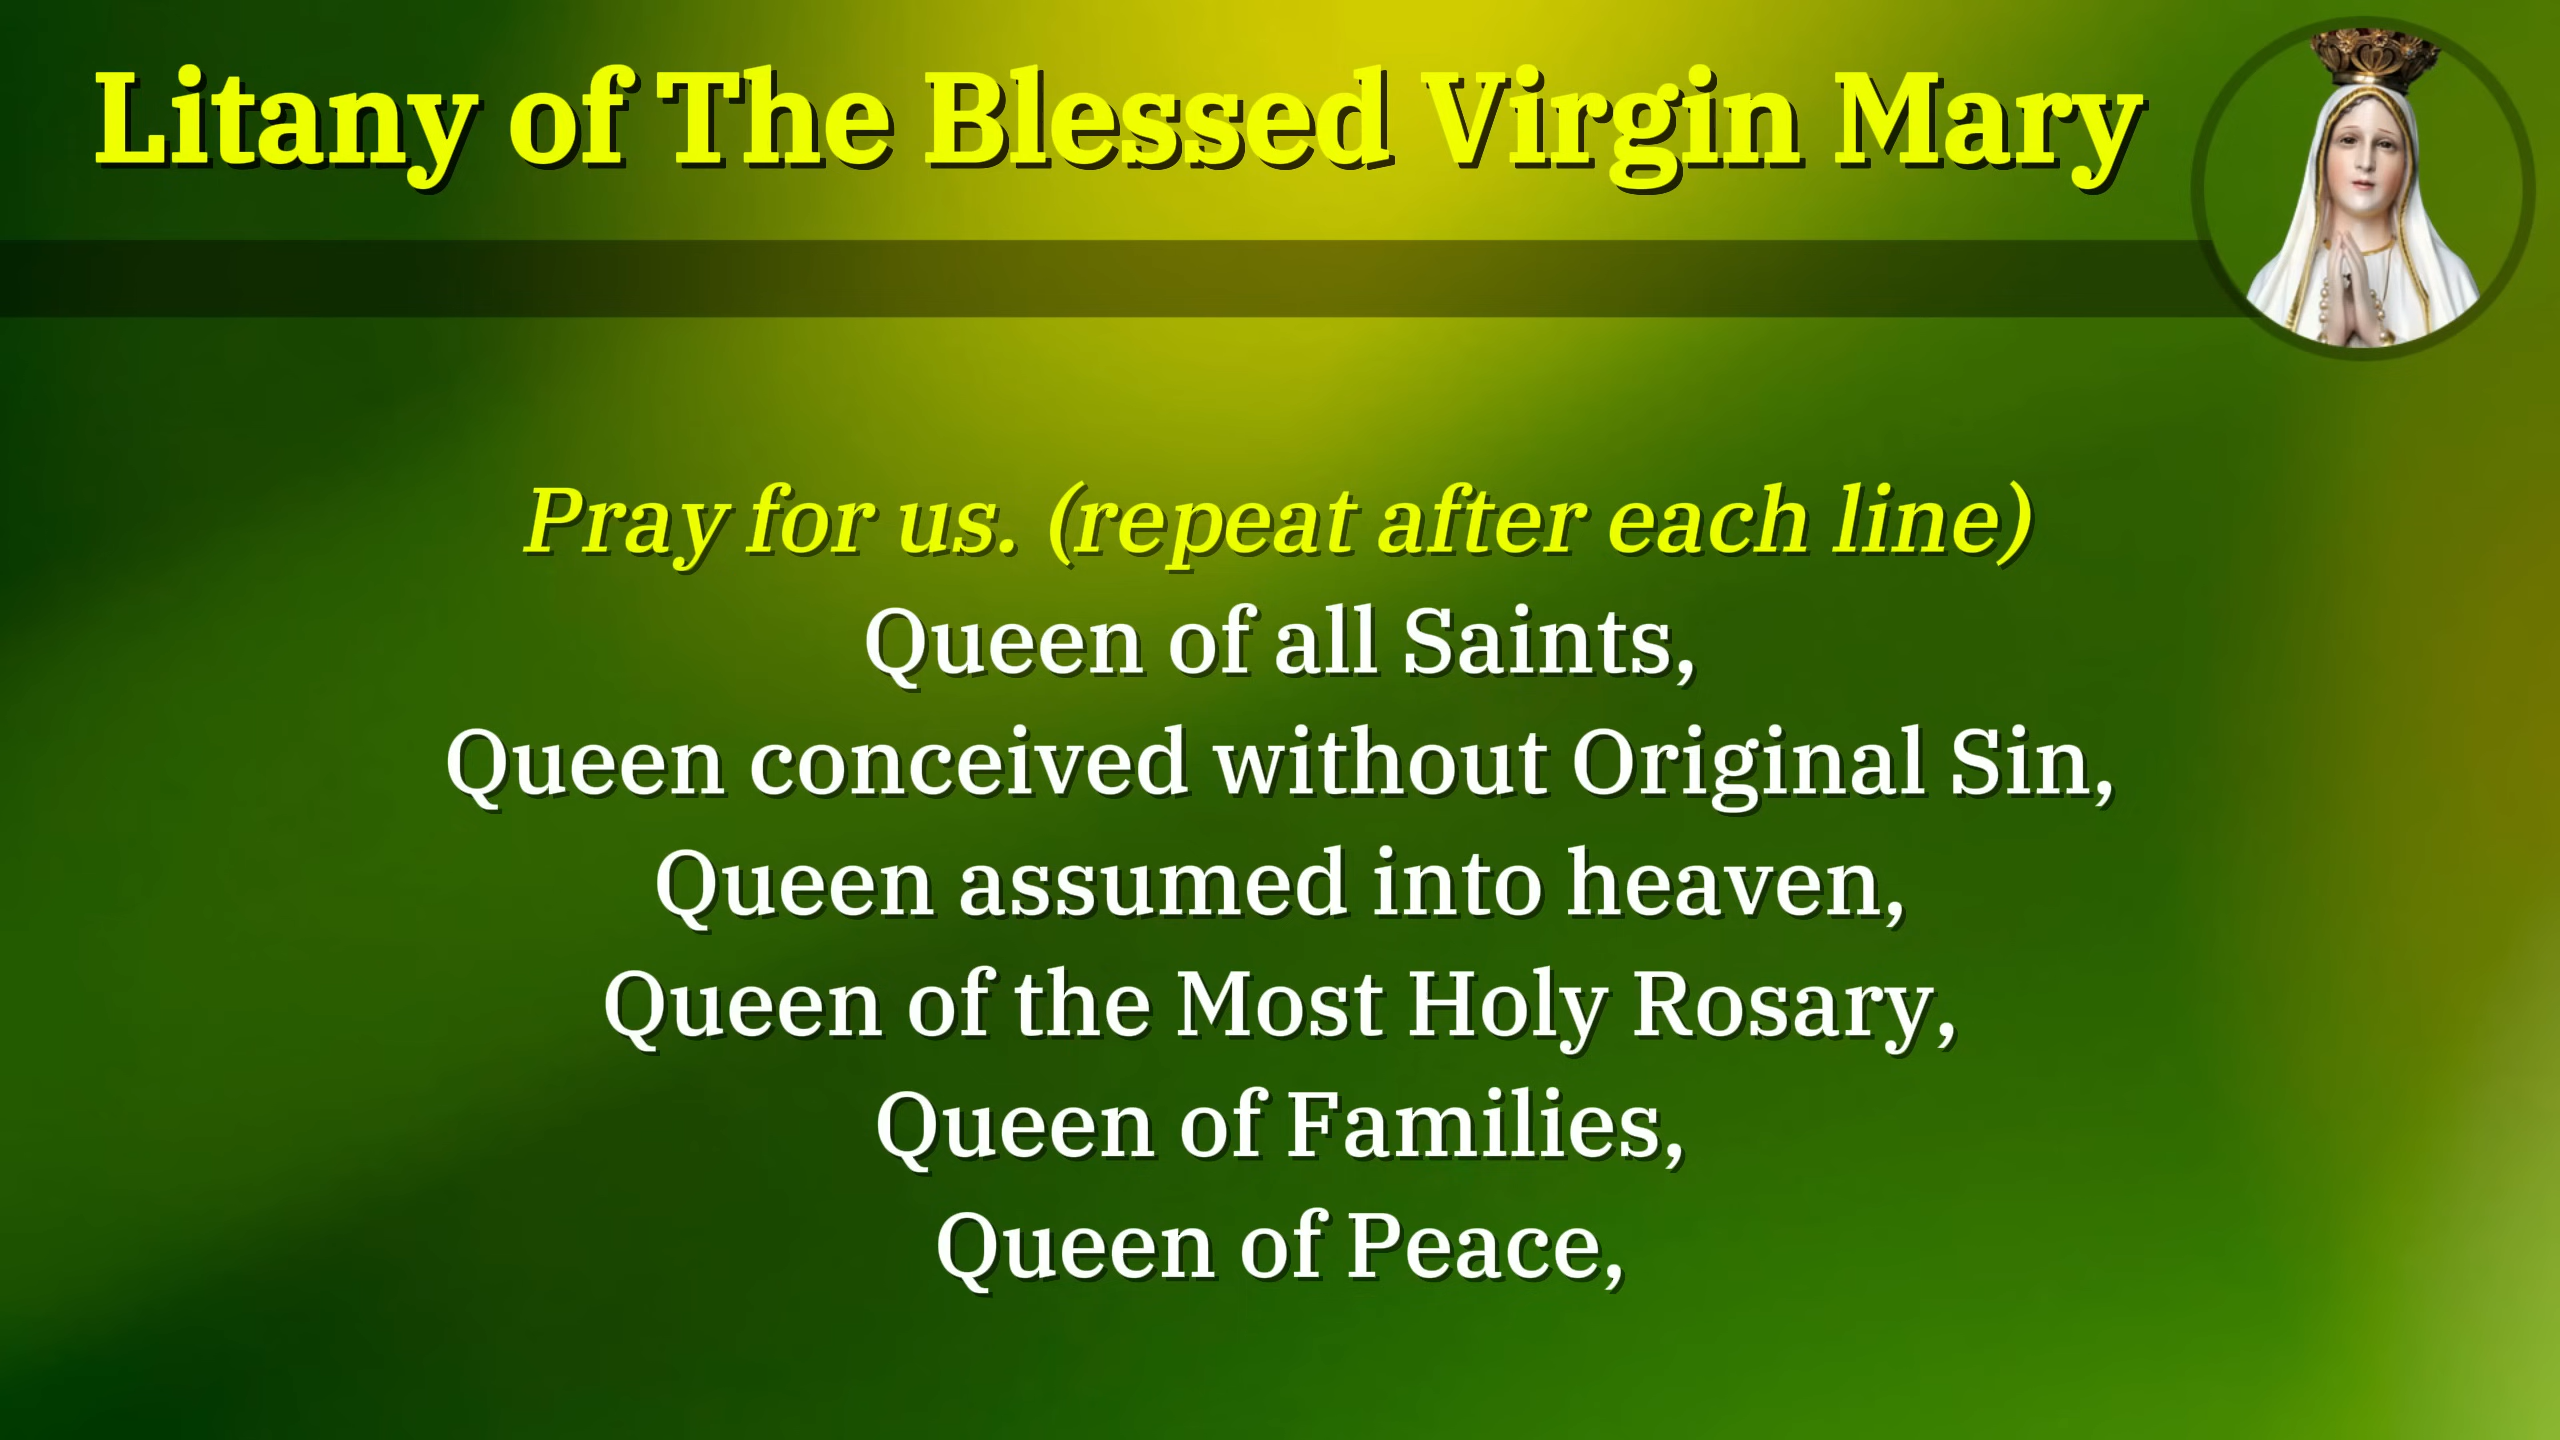 Litany of The Blessed Virgin Mary
Pray for us. (repeat after each line)
Queen of all Saints,
Queen conceived without Original Sin,
Queen assumed into heaven,
Queen of the Most Holy Rosary,
Queen of Families,
Queen of Peace,